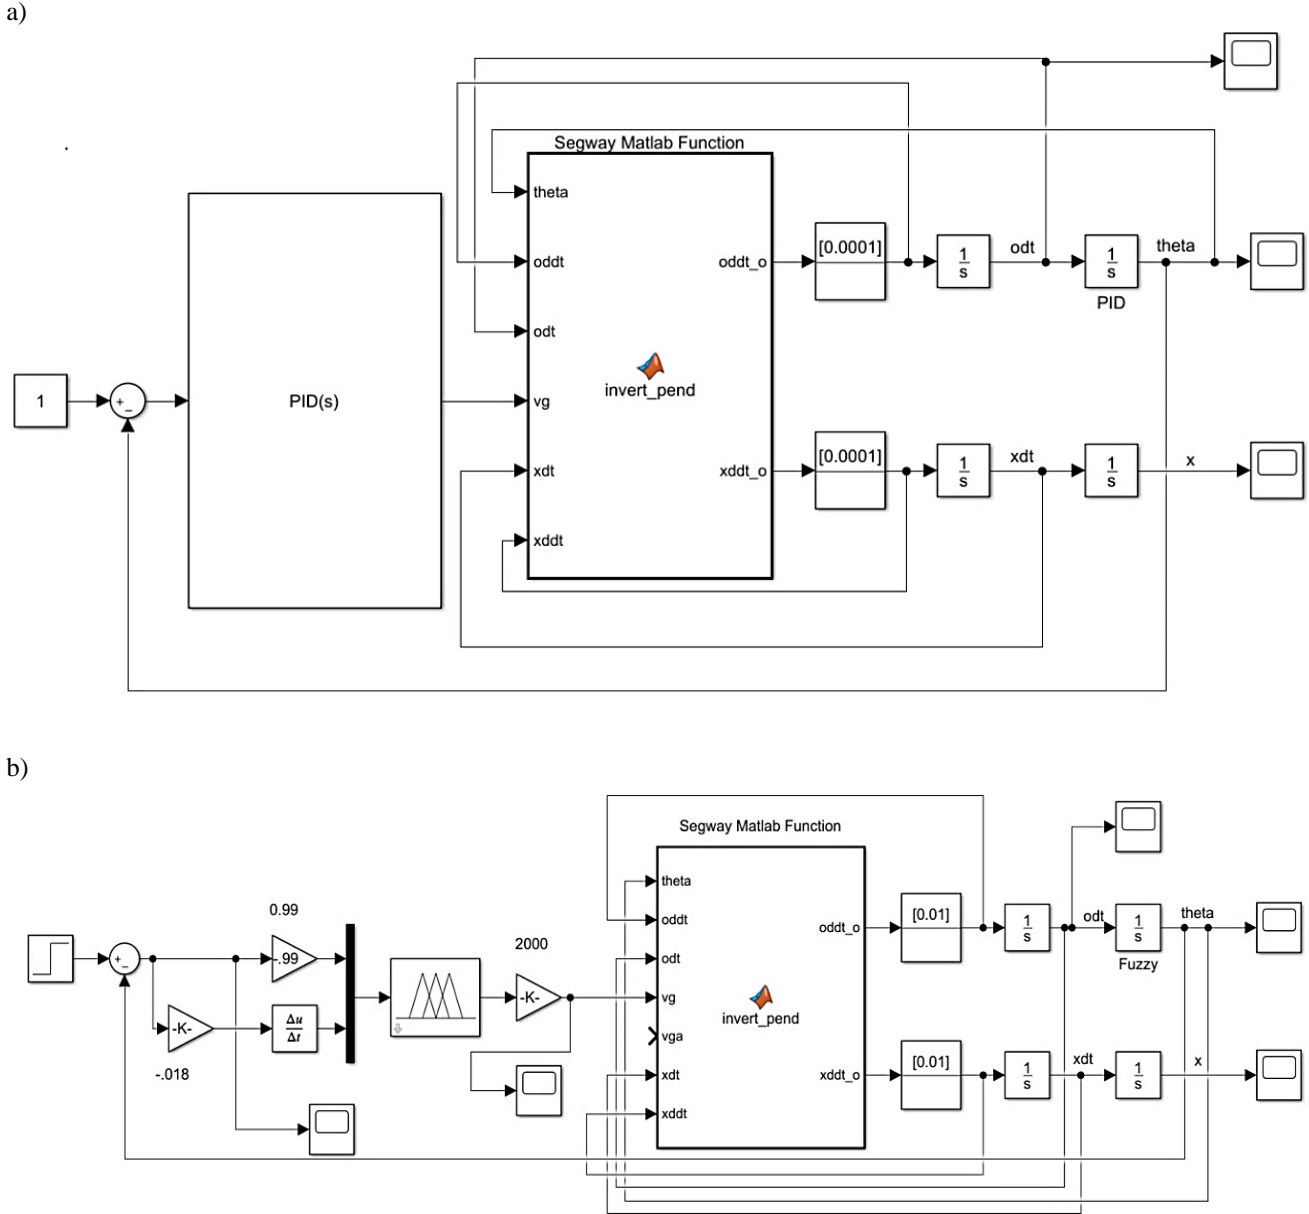 a)
Segway Matlab Function
theta
oddt
odt
vg
xdt
xddt
oddt_o
xddt_o
invert_pend
1
+
_
PID(s)
[0.0001]
1
s
odt
1
s
PID
theta
[0.0001]
1
s
xdt
1
s
x
b)
Segway Matlab Function
theta
oddt
odt
vg
vga
xdt
xddt
oddt_o
xddt_o
invert_pend
+
_
0.99
-.99
-K-
-.018
Δu
Δt
2000
-K-
[0.01]
1
s
odt
1
s
Fuzzy
theta
[0.01]
1
s
xdt
1
s
x